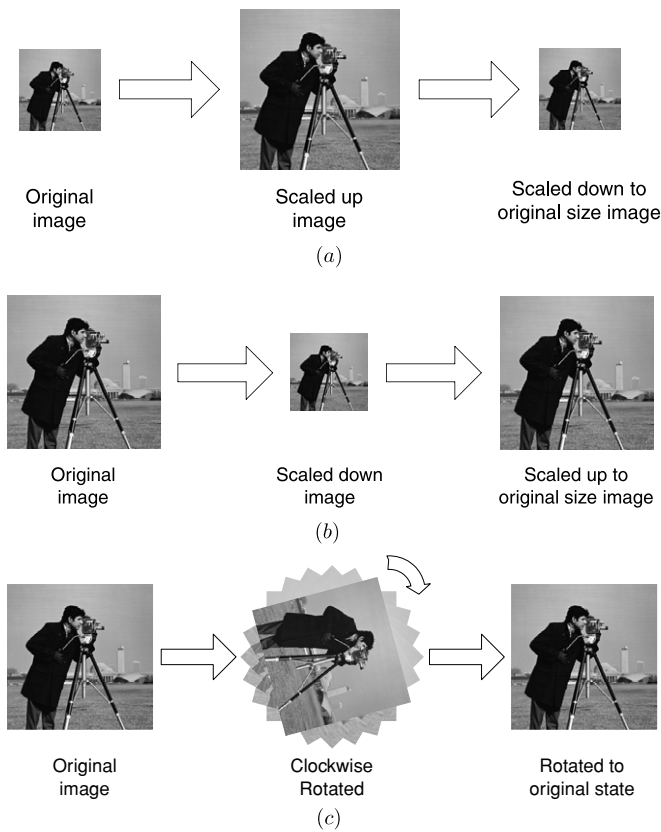 Original
image
Scaled up
image
Scaled down to
original size image
(a)
Original
image
Scaled down
image
Scaled up to
original size image
(b)
Original
image
Clockwise
Rotated
Rotated to
original state
(c)